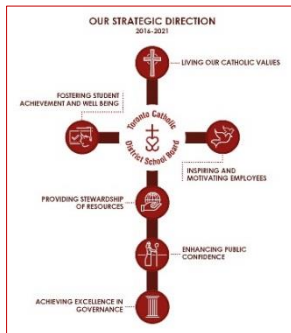 OUR STRATEGIC DIRECTION
2016-2021
LIVING OUR CATHOLIC VALUES
FOSTERING STUDENT
ACHIEVEMENT AND WELL BEING
Toronto Catholic
District School Board
INSPIRING AND
MOTIVATING EMPLOYEES
PROVIDING STEWARDSHIP
OF RESOURCES
ENHANCING PUBLIC
CONFIDENCE
ACHIEVING EXCELLENCE IN
GOVERNANCE